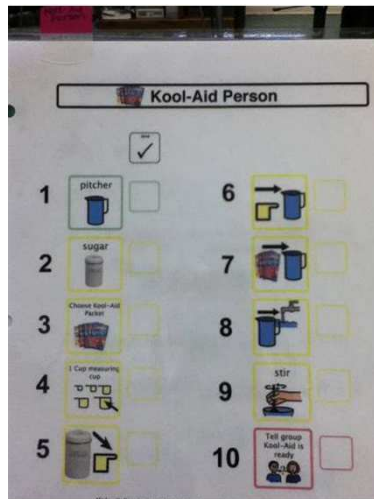 Kool-Aid Person
1
pitcher
2
sugar
3
Choose Kool-Aid
Packet
4
1 Cup measuring
cup
5
6
7
8
9
stir
10
Tell group
Kool-Aid is
ready